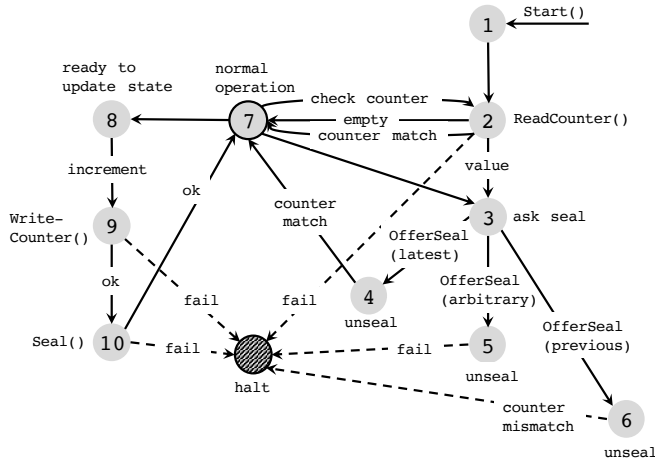 Start()
1
ready to
update state
normal
operation
check counter
8
7
empty
2
ReadCounter()
counter match
increment
value
ok
counter
match
Write-
Counter()
9
3
ask seal
OfferSeal
(latest)
OfferSeal
(arbitrary)
ok
fail
fail
4
unseal
OfferSeal
(previous)
Seal()
10
fail
fail
5
halt
unseal
counter
mismatch
6
unseal